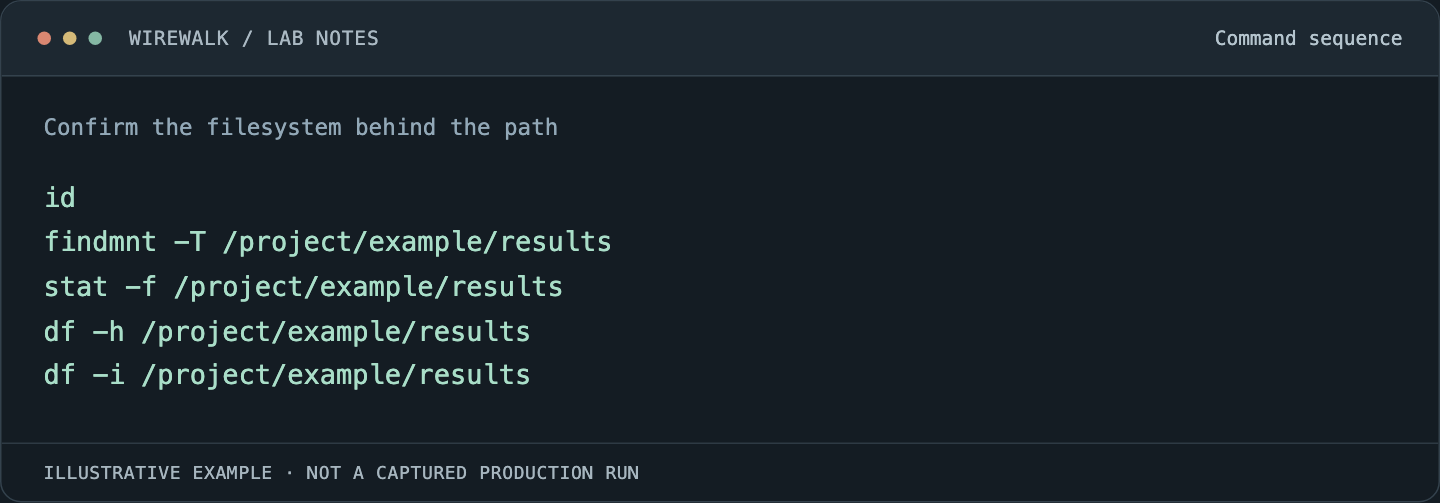 WIREWALK / LAB NOTES
Command sequence
Confirm the filesystem behind the path
id
findmnt -T /project/example/results
stat -f /project/example/results
df -h /project/example/results
df -i /project/example/results
ILLUSTRATIVE EXAMPLE · NOT A CAPTURED PRODUCTION RUN